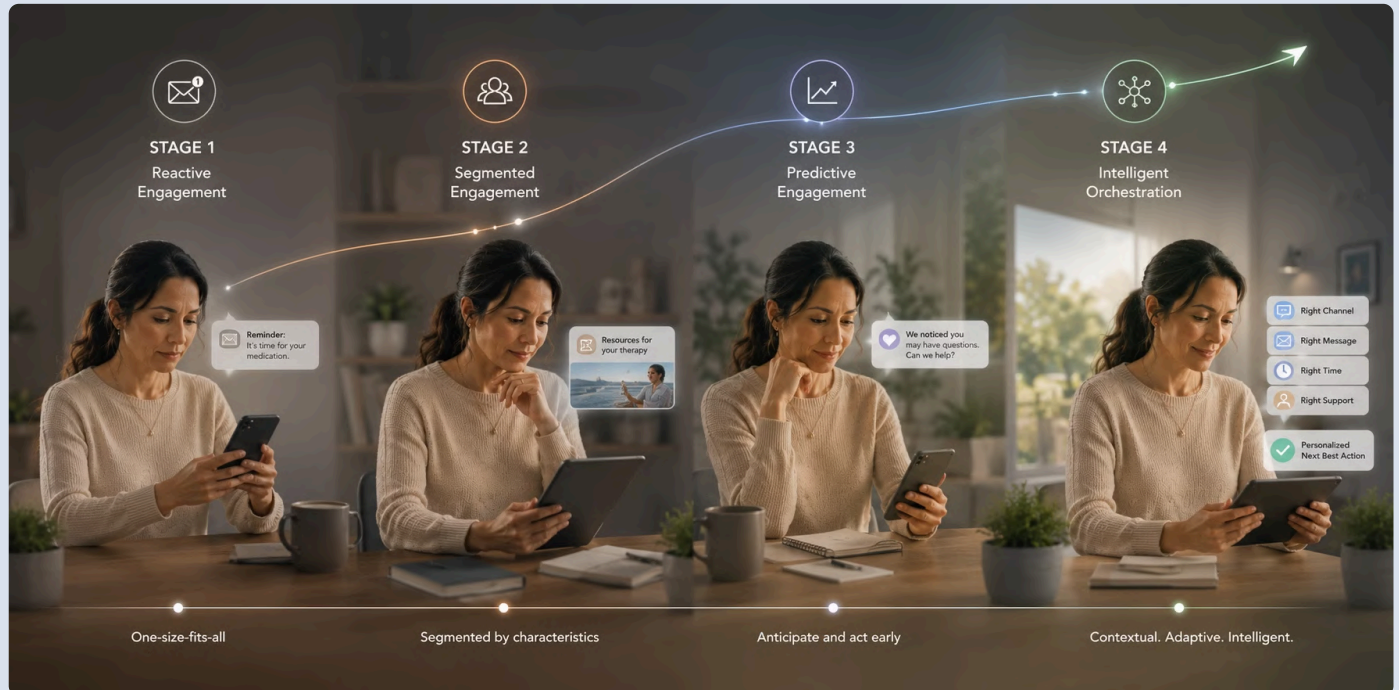 1
STAGE 1
Reactive
Engagement
STAGE 2
Segmented
Engagement
STAGE 3
Predictive
Engagement
STAGE 4
Intelligent
Orchestration
Reminder:
It's time for your
medication.
Resources for
your therapy
We noticed you
may have questions.
Can we help?
Right Channel
Right Message
Right Time
Right Support
Personalized
Next Best Action
One-size-fits-all
Segmented by characteristics
Anticipate and act early
Contextual. Adaptive. Intelligent.